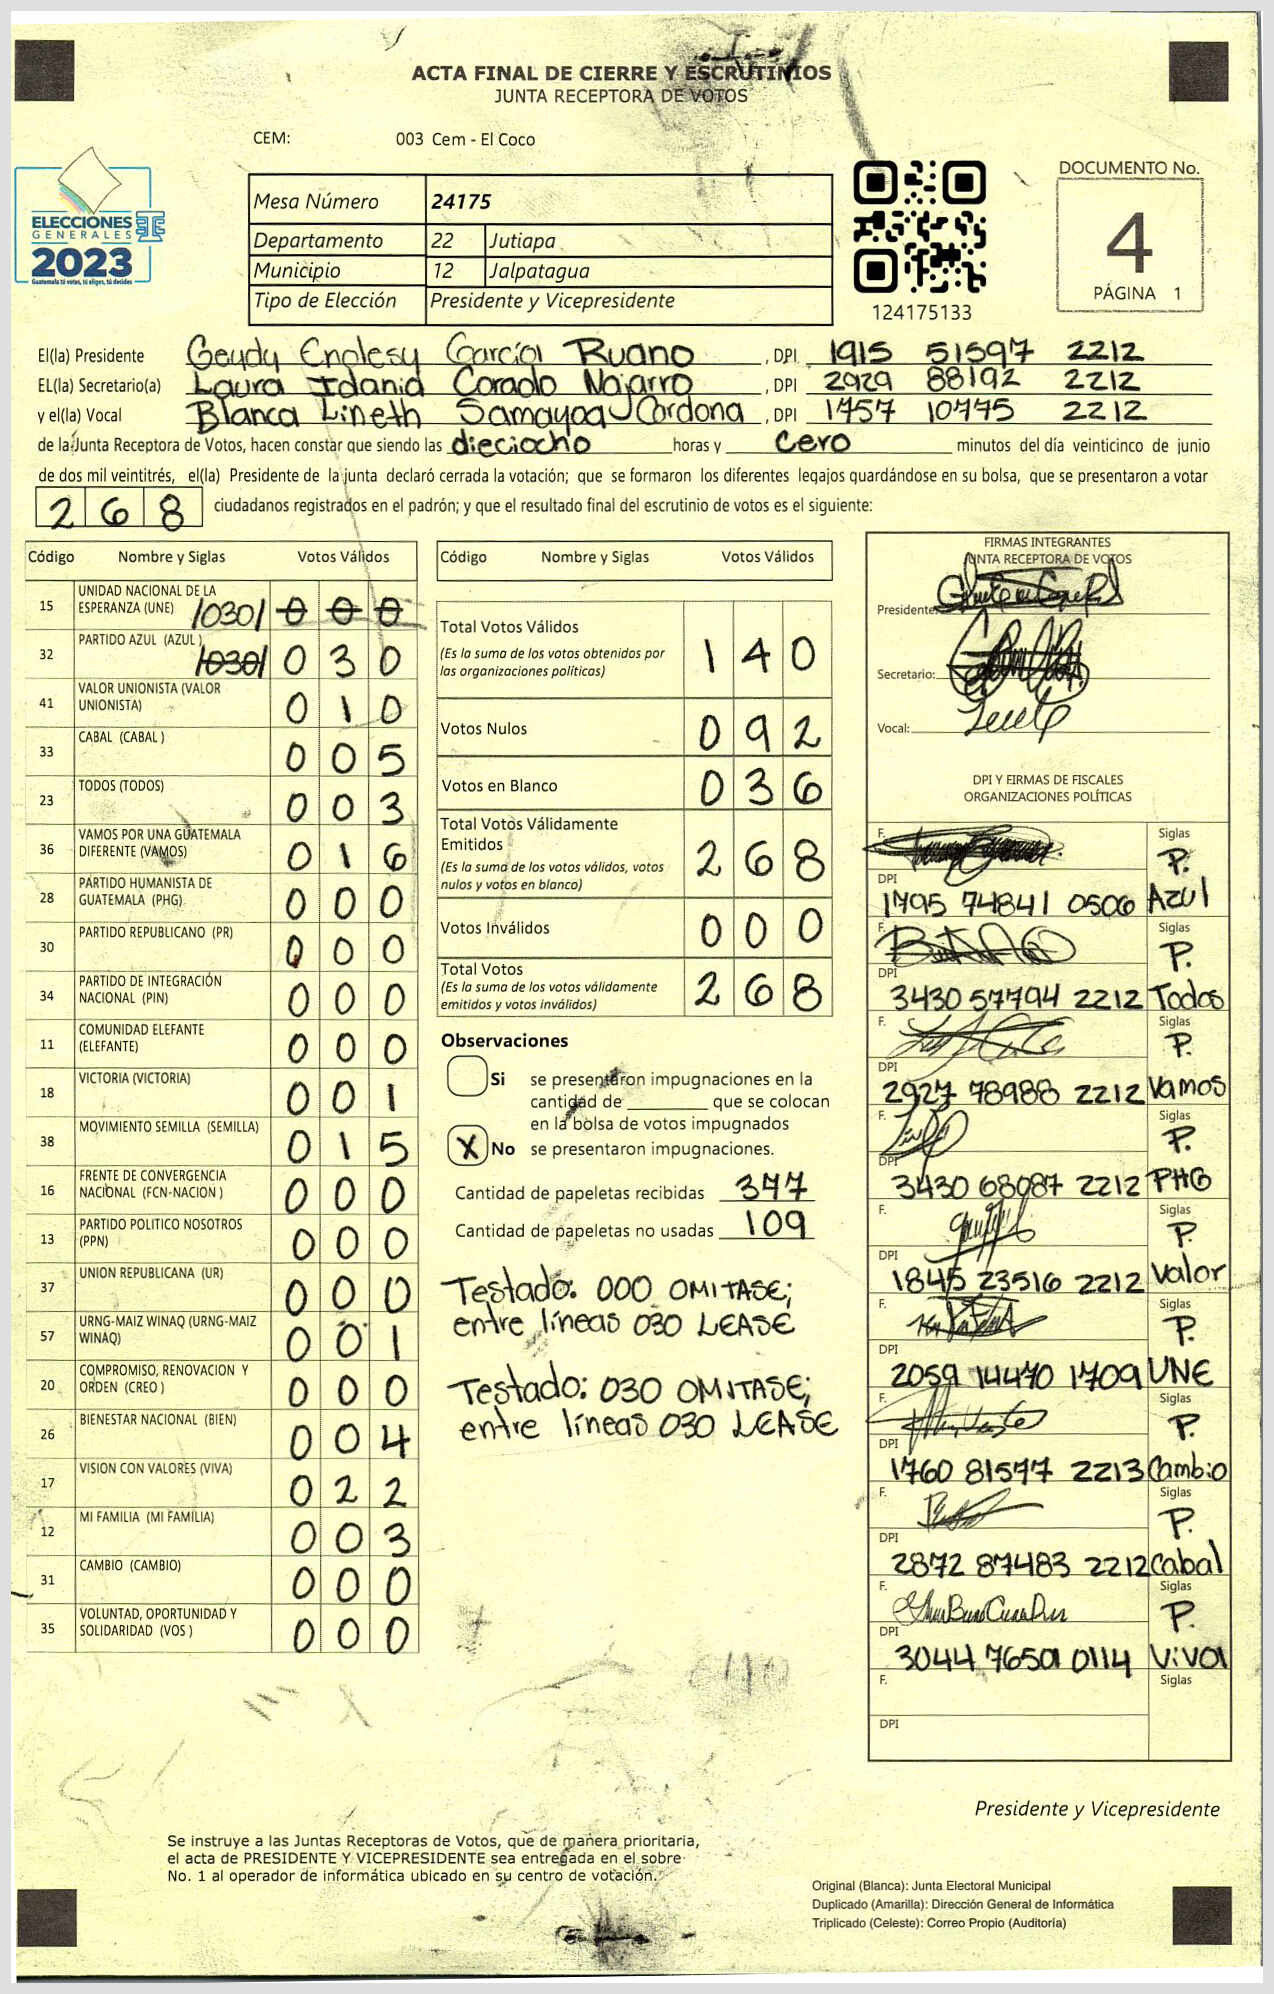 ACTA FINAL DE CIERRE Y ESCRUTINIOS
JUNTA RECEPTORA DE VOTOS
CEM: 003 Cem - El Coco
ELECCIONES
GENERALES
2023
Guatemala tú votas, tú eliges, tú decides
Mesa Número 24175
Departamento 22 Jutiapa
Municipio 12 Jalpatagua
Tipo de Elección Presidente y Vicepresidente
124175133
DOCUMENTO No.
4
PÁGINA 1
El(la) Presidente Geydy Enolesy García Ruano , DPI 1915 51597 2212
EL(la) Secretario(a) Laura Idania Corado Najarro , DPI 2929 88192 2212
y el(la) Vocal Blanca Lineth Samayoa Cordona , DPI 1757 10775 2212
de la Junta Receptora de Votos, hacen constar que siendo las dieciocho horas y cero minutos del día veinticinco de junio
de dos mil veintitrés, el(la) Presidente de la junta declaró cerrada la votación; que se formaron los diferentes legajos quardándose en su bolsa, que se presentaron a votar
268 ciudadanos registrados en el padrón; y que el resultado final del escrutinio de votos es el siguiente:
Código Nombre y Siglas Votos Válidos
15 UNIDAD NACIONAL DE LA
ESPERANZA (UNE) /030/ 0 0 0
32 PARTIDO AZUL (AZUL)
/030/ 0 3 0
41 VALOR UNIONISTA (VALOR
UNIONISTA) 0 1 0
33 CABAL (CABAL ) 0 0 5
23 TODOS (TODOS) 0 0 3
36 VAMOS POR UNA GUATEMALA
DIFERENTE (VAMOS) 0 1 6
28 PARTIDO HUMANISTA DE
GUATEMALA (PHG) 0 0 0
30 PARTIDO REPUBLICANO (PR) 0 0 0
34 PARTIDO DE INTEGRACIÓN
NACIONAL (PIN) 0 0 0
11 COMUNIDAD ELEFANTE
(ELEFANTE) 0 0 0
18 VICTORIA (VICTORIA) 0 0 1
38 MOVIMIENTO SEMILLA (SEMILLA) 0 1 5
16 FRENTE DE CONVERGENCIA
NACIONAL (FCN-NACION ) 0 0 0
13 PARTIDO POLITICO NOSOTROS
(PPN) 0 0 0
37 UNION REPUBLICANA (UR) 0 0 0
57 URNG-MAIZ WINAQ (URNG-MAIZ
WINAQ) 0 0 1
20 COMPROMISO, RENOVACION Y
ORDEN (CREO ) 0 0 0
26 BIENESTAR NACIONAL (BIEN) 0 0 4
17 VISION CON VALORES (VIVA) 0 2 2
12 MI FAMILIA (MI FAMILIA) 0 0 3
31 CAMBIO (CAMBIO) 0 0 0
35 VOLUNTAD, OPORTUNIDAD Y
SOLIDARIDAD (VOS ) 0 0 0
Código Nombre y Siglas Votos Válidos
Total Votos Válidos
(Es la suma de los votos obtenidos por
las organizaciones políticas) 1 4 0
Votos Nulos 0 9 2
Votos en Blanco 0 3 6
Total Votos Válidamente
Emitidos
(Es la suma de los votos válidos, votos
nulos y votos en blanco) 2 6 8
Votos Inválidos 0 0 0
Total Votos
(Es la suma de los votos válidamente
emitidos y votos inválidos) 2 6 8
Observaciones
Si se presentaron impugnaciones en la
cantidad de ________ que se colocan
en la bolsa de votos impugnados
X No se presentaron impugnaciones.
Cantidad de papeletas recibidas 377
Cantidad de papeletas no usadas 109
Testado: 000 OMITASE;
entre líneas 030 LEASE
Testado: 030 OMITASE;
entre líneas 030 LEASE
FIRMAS INTEGRANTES
JUNTA RECEPTORA DE VOTOS
Presidente:
Secretario:
Vocal:
DPI Y FIRMAS DE FISCALES
ORGANIZACIONES POLÍTICAS
F. Siglas
DPI 1795 74841 0506 P. Azul
F. Siglas
DPI 3430 57794 2212 P. Todos
F. Siglas
DPI 2927 78988 2212 P. Vamos
F. Siglas
DPI 3430 68087 2212 P. PHG
F. Siglas
DPI 1845 23516 2212 P. Valor
F. Siglas
DPI 2059 14470 1709 P. UNE
F. Siglas
DPI 1760 81577 2213 P. Cambio
F. Siglas
DPI 2872 87483 2212 P. Cabal
F. Siglas
DPI 3044 76501 0114 P. Viva
F. Siglas
DPI
Presidente y Vicepresidente
Se instruye a las Juntas Receptoras de Votos, que de manera prioritaria,
el acta de PRESIDENTE Y VICEPRESIDENTE sea entregada en el sobre
No. 1 al operador de informática ubicado en su centro de votación.
Original (Blanca): Junta Electoral Municipal
Duplicado (Amarilla): Dirección General de Informática
Triplicado (Celeste): Correo Propio (Auditoría)